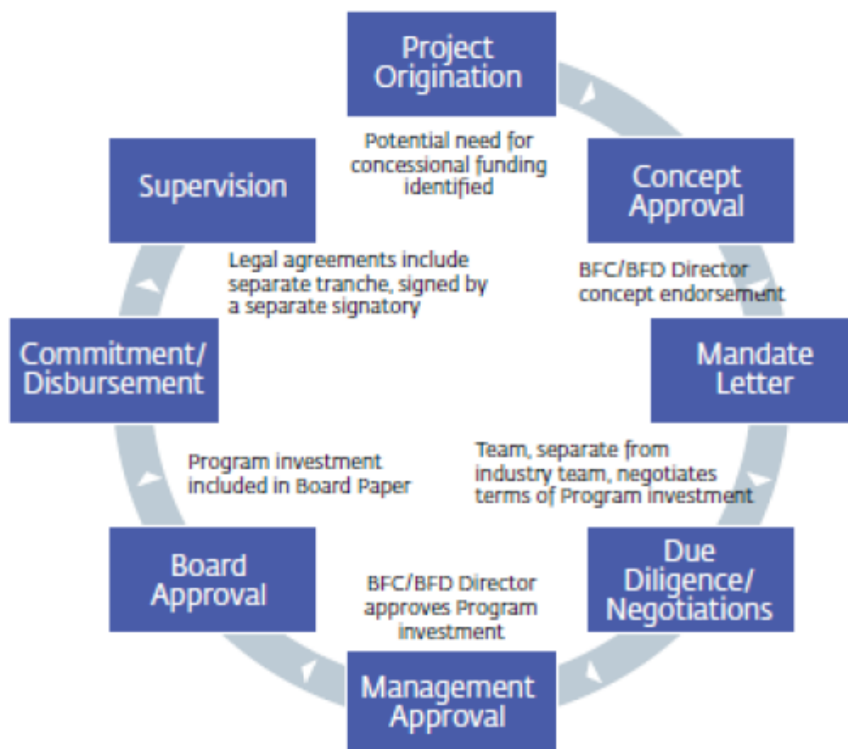 Project
Origination
Potential need for
concessional funding
identified
Concept
Approval
BFC/BFD Director
concept endorsement
Mandate
Letter
Team, separate from
industry team, negotiates
terms of Program investment
Due
Diligence/
Negotiations
BFC/BFD Director
approves Program
investment
Management
Approval
Board
Approval
Program investment
included in Board Paper
Commitment/
Disbursement
Legal agreements include
separate tranche, signed by
a separate signatory
Supervision